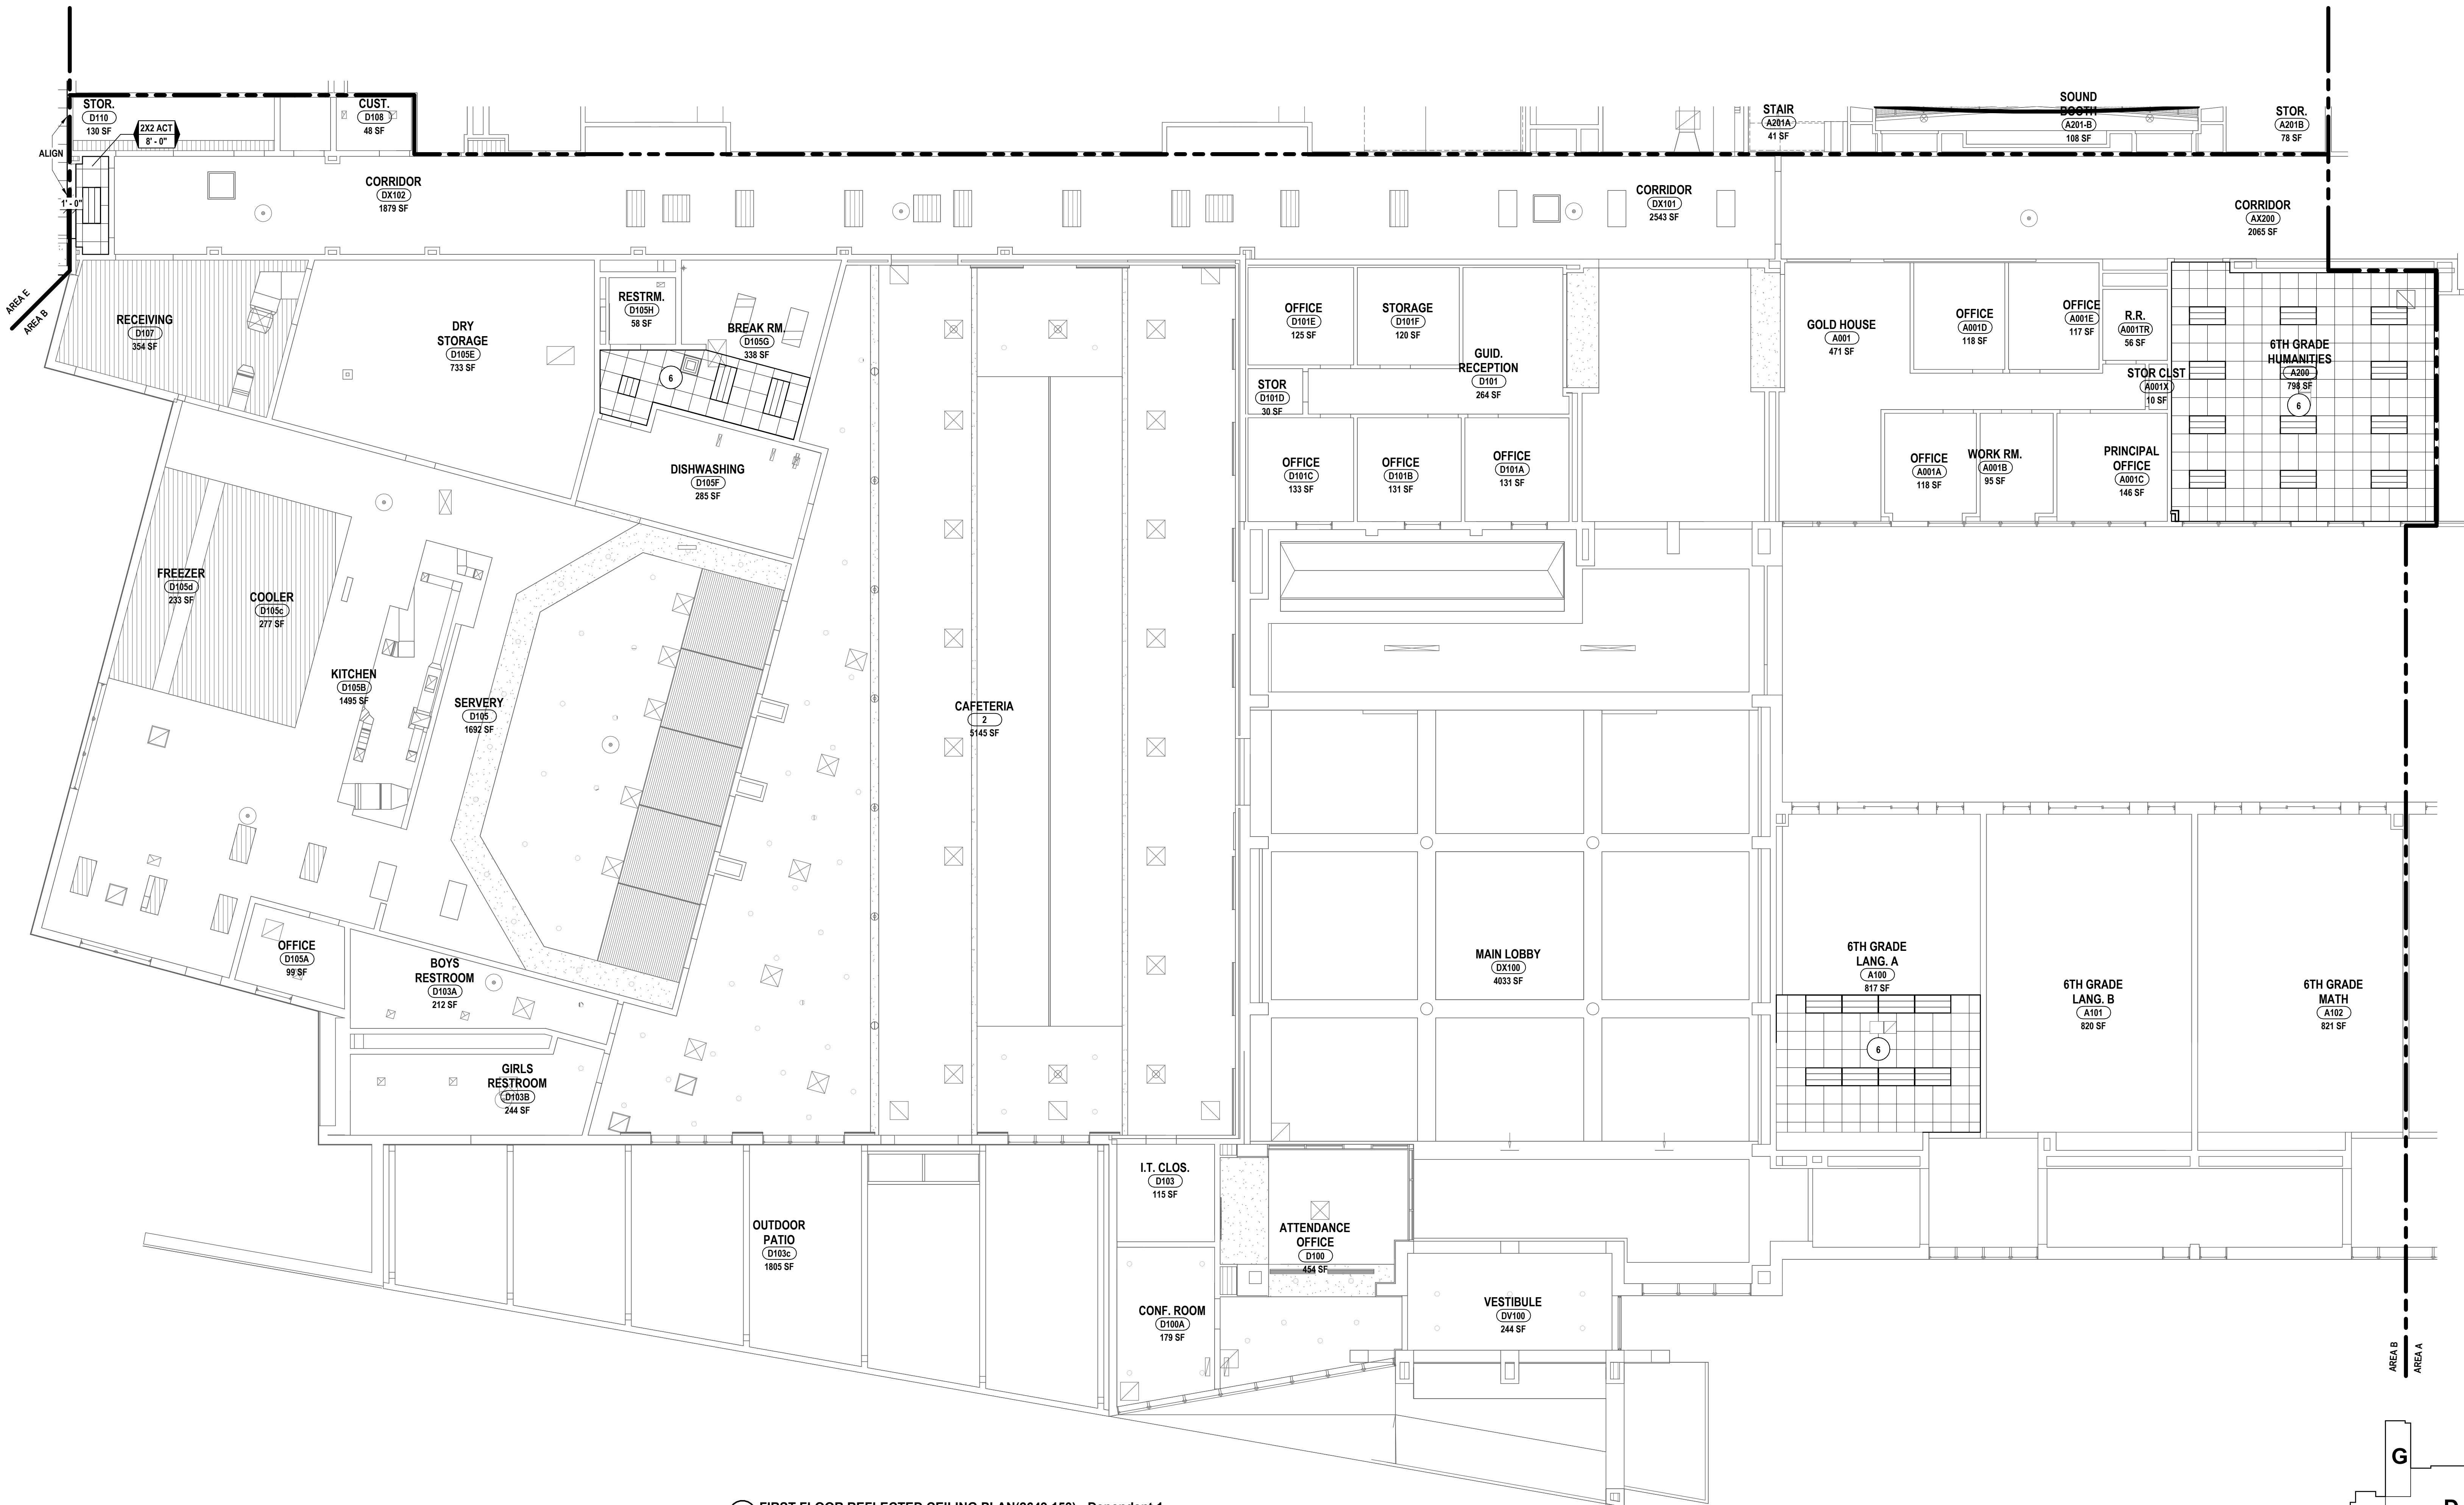 STOR.
D110
130 SF
2X2 ACT
8' - 0"
ALIGN
1' - 0"
CUST.
D108
48 SF
STAIR
A201A
41 SF
SOUND
BOOTH
A201-B
108 SF
STOR.
A201B
78 SF
CORRIDOR
DX102
1879 SF
CORRIDOR
DX101
2543 SF
CORRIDOR
AX200
2065 SF
AREA E
AREA B
RECEIVING
D107
354 SF
DRY
STORAGE
D105E
733 SF
RESTRM.
D105H
58 SF
BREAK RM.
D105G
338 SF
6
DISHWASHING
D105F
285 SF
OFFICE
D101E
125 SF
STORAGE
D101F
120 SF
GUID.
RECEPTION
D101
264 SF
STOR
D101D
30 SF
OFFICE
D101C
133 SF
OFFICE
D101B
131 SF
OFFICE
D101A
131 SF
GOLD HOUSE
A001
471 SF
OFFICE
A001D
118 SF
OFFICE
A001E
117 SF
R.R.
A001TR
56 SF
STOR CLST
A001X
10 SF
6TH GRADE
HUMANITIES
A200
798 SF
6
OFFICE
A001A
118 SF
WORK RM.
A001B
95 SF
PRINCIPAL
OFFICE
A001C
146 SF
FREEZER
D105d
233 SF
COOLER
D105c
277 SF
KITCHEN
D105B
1495 SF
SERVERY
D105
1692 SF
CAFETERIA
2
5145 SF
OFFICE
D105A
99 SF
BOYS
RESTROOM
D103A
212 SF
GIRLS
RESTROOM
D103B
244 SF
MAIN LOBBY
DX100
4033 SF
6TH GRADE
LANG. A
A100
817 SF
6
6TH GRADE
LANG. B
A101
820 SF
6TH GRADE
MATH
A102
821 SF
OUTDOOR
PATIO
D103c
1805 SF
I.T. CLOS.
D103
115 SF
ATTENDANCE
OFFICE
D100
454 SF
CONF. ROOM
D100A
179 SF
VESTIBULE
DV100
244 SF
AREA B
AREA A
G
FIRST FLOOR REFLECTED CEILING PLAN(2640-150) - Dependent 1